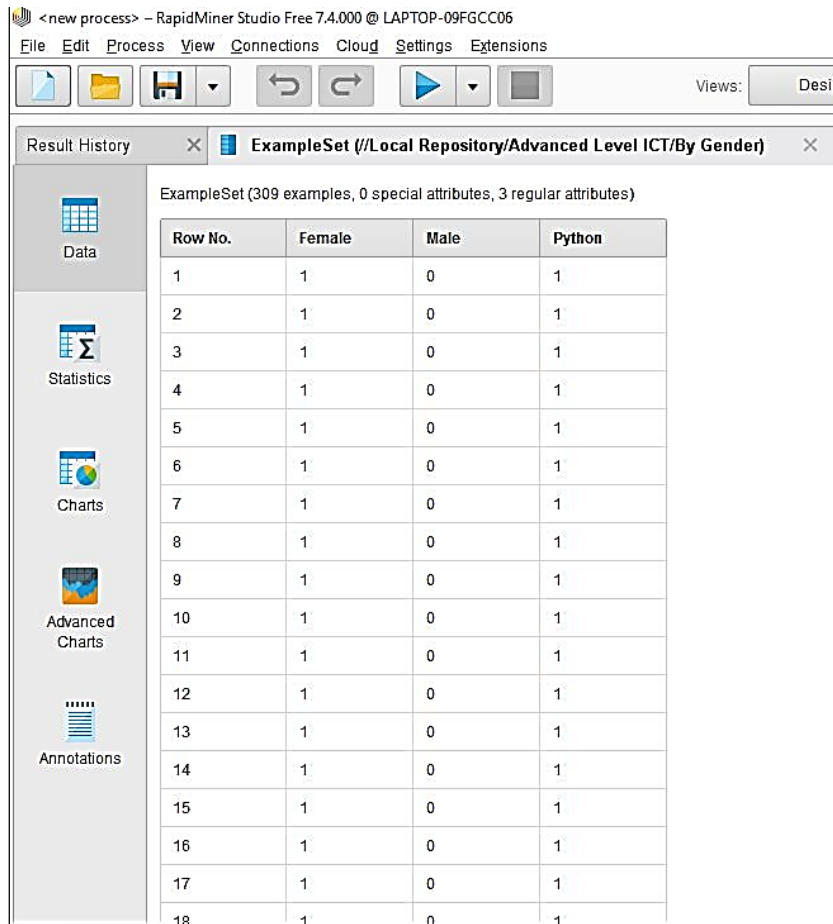 <new process> – RapidMiner Studio Free 7.4.000 @ LAPTOP-09FGCC06
File Edit Process View Connections Cloud Settings Extensions
Views: Desi
Result History ExampleSet (//Local Repository/Advanced Level ICT/By Gender)
ExampleSet (309 examples, 0 special attributes, 3 regular attributes)
Data
Statistics
Charts
Advanced
Charts
Annotations
Row No. Female Male Python
1 1 0 1
2 1 0 1
3 1 0 1
4 1 0 1
5 1 0 1
6 1 0 1
7 1 0 1
8 1 0 1
9 1 0 1
10 1 0 1
11 1 0 1
12 1 0 1
13 1 0 1
14 1 0 1
15 1 0 1
16 1 0 1
17 1 0 1
18 1 0 1